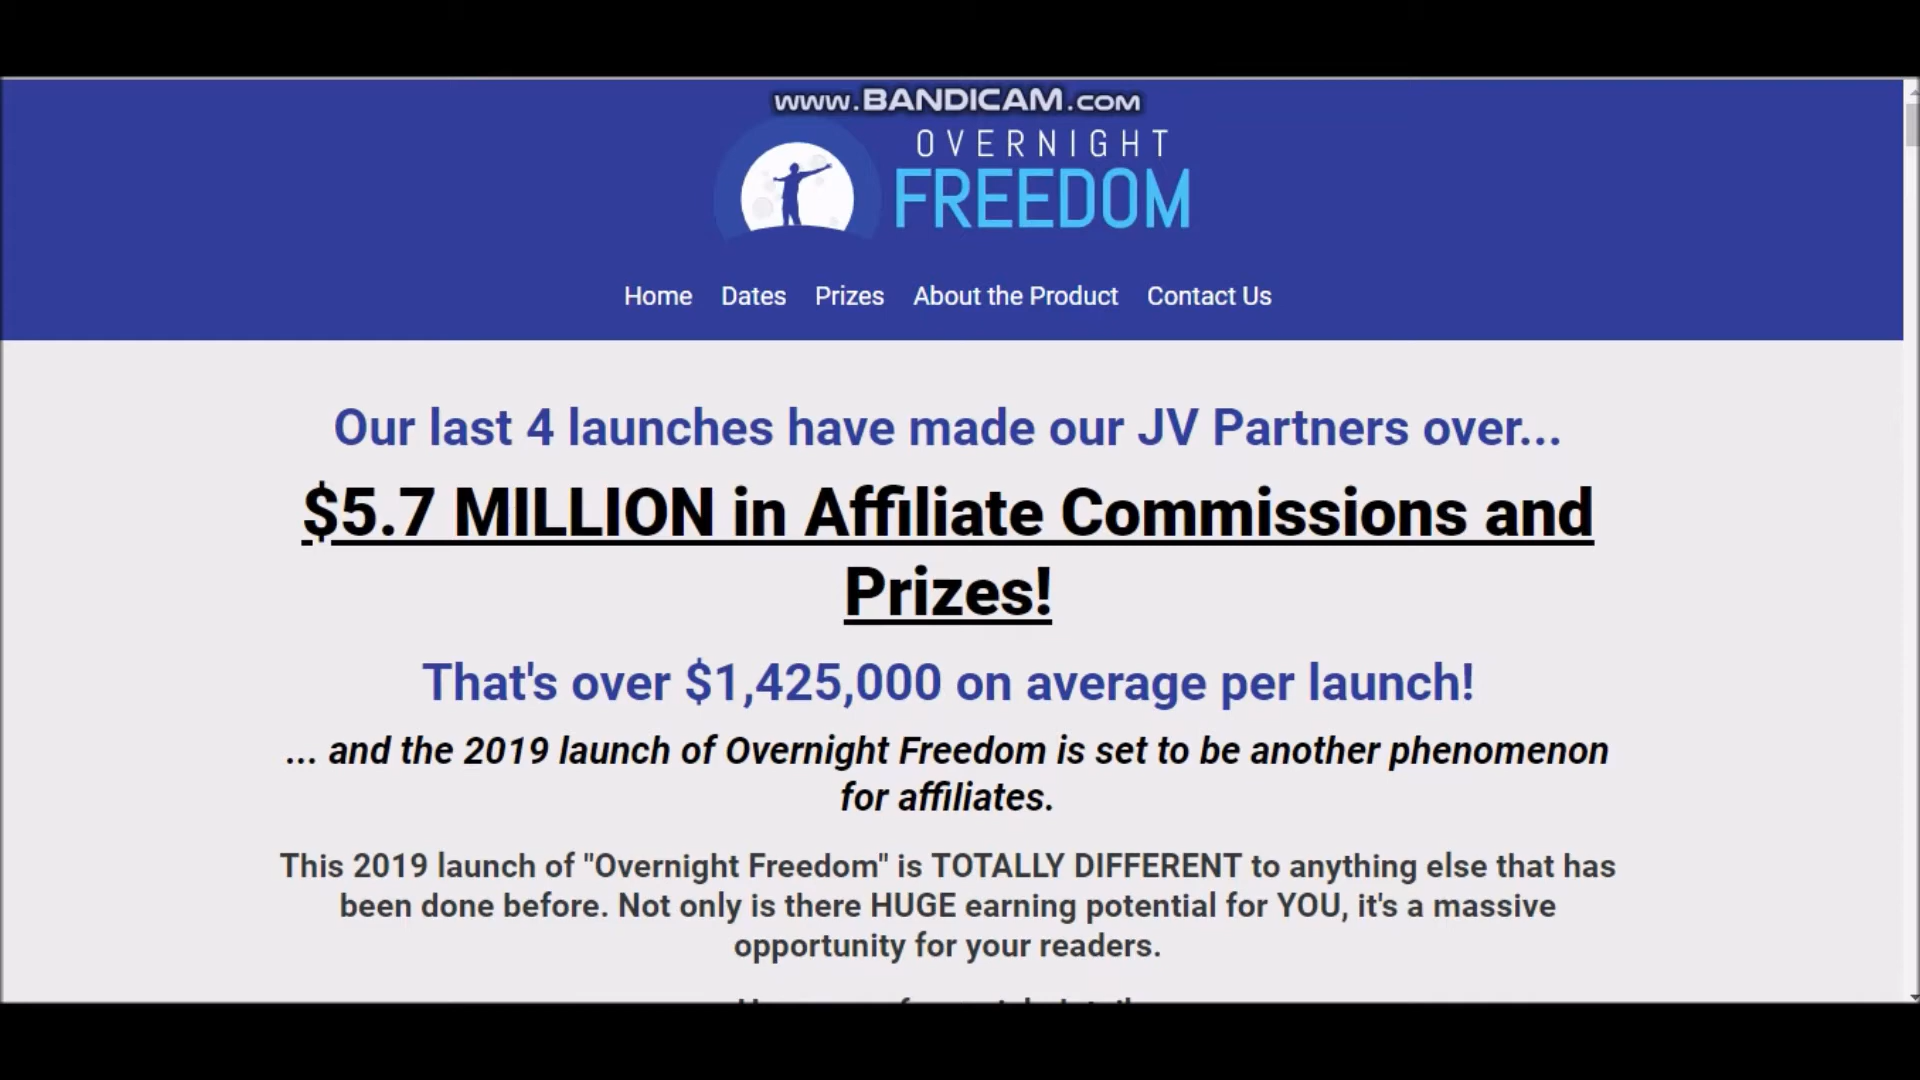 www.BANDICAM.com
OVERNIGHT
FREEDOM
Home Dates Prizes About the Product Contact Us
Our last 4 launches have made our JV Partners over...
$5.7 MILLION in Affiliate Commissions and
Prizes!
That's over $1,425,000 on average per launch!
... and the 2019 launch of Overnight Freedom is set to be another phenomenon
for affiliates.
This 2019 launch of "Overnight Freedom" is TOTALLY DIFFERENT to anything else that has
been done before. Not only is there HUGE earning potential for YOU, it's a massive
opportunity for your readers.